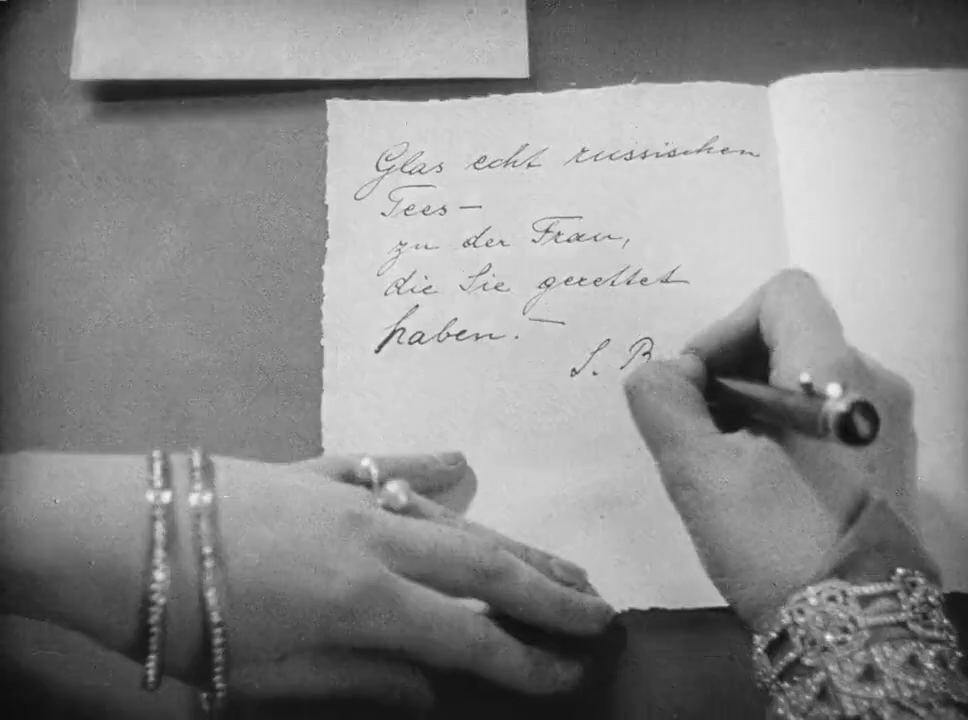 Glas echt russischen
Tees —
zu der Frau,
die Sie gerettet
haben. —
S. B